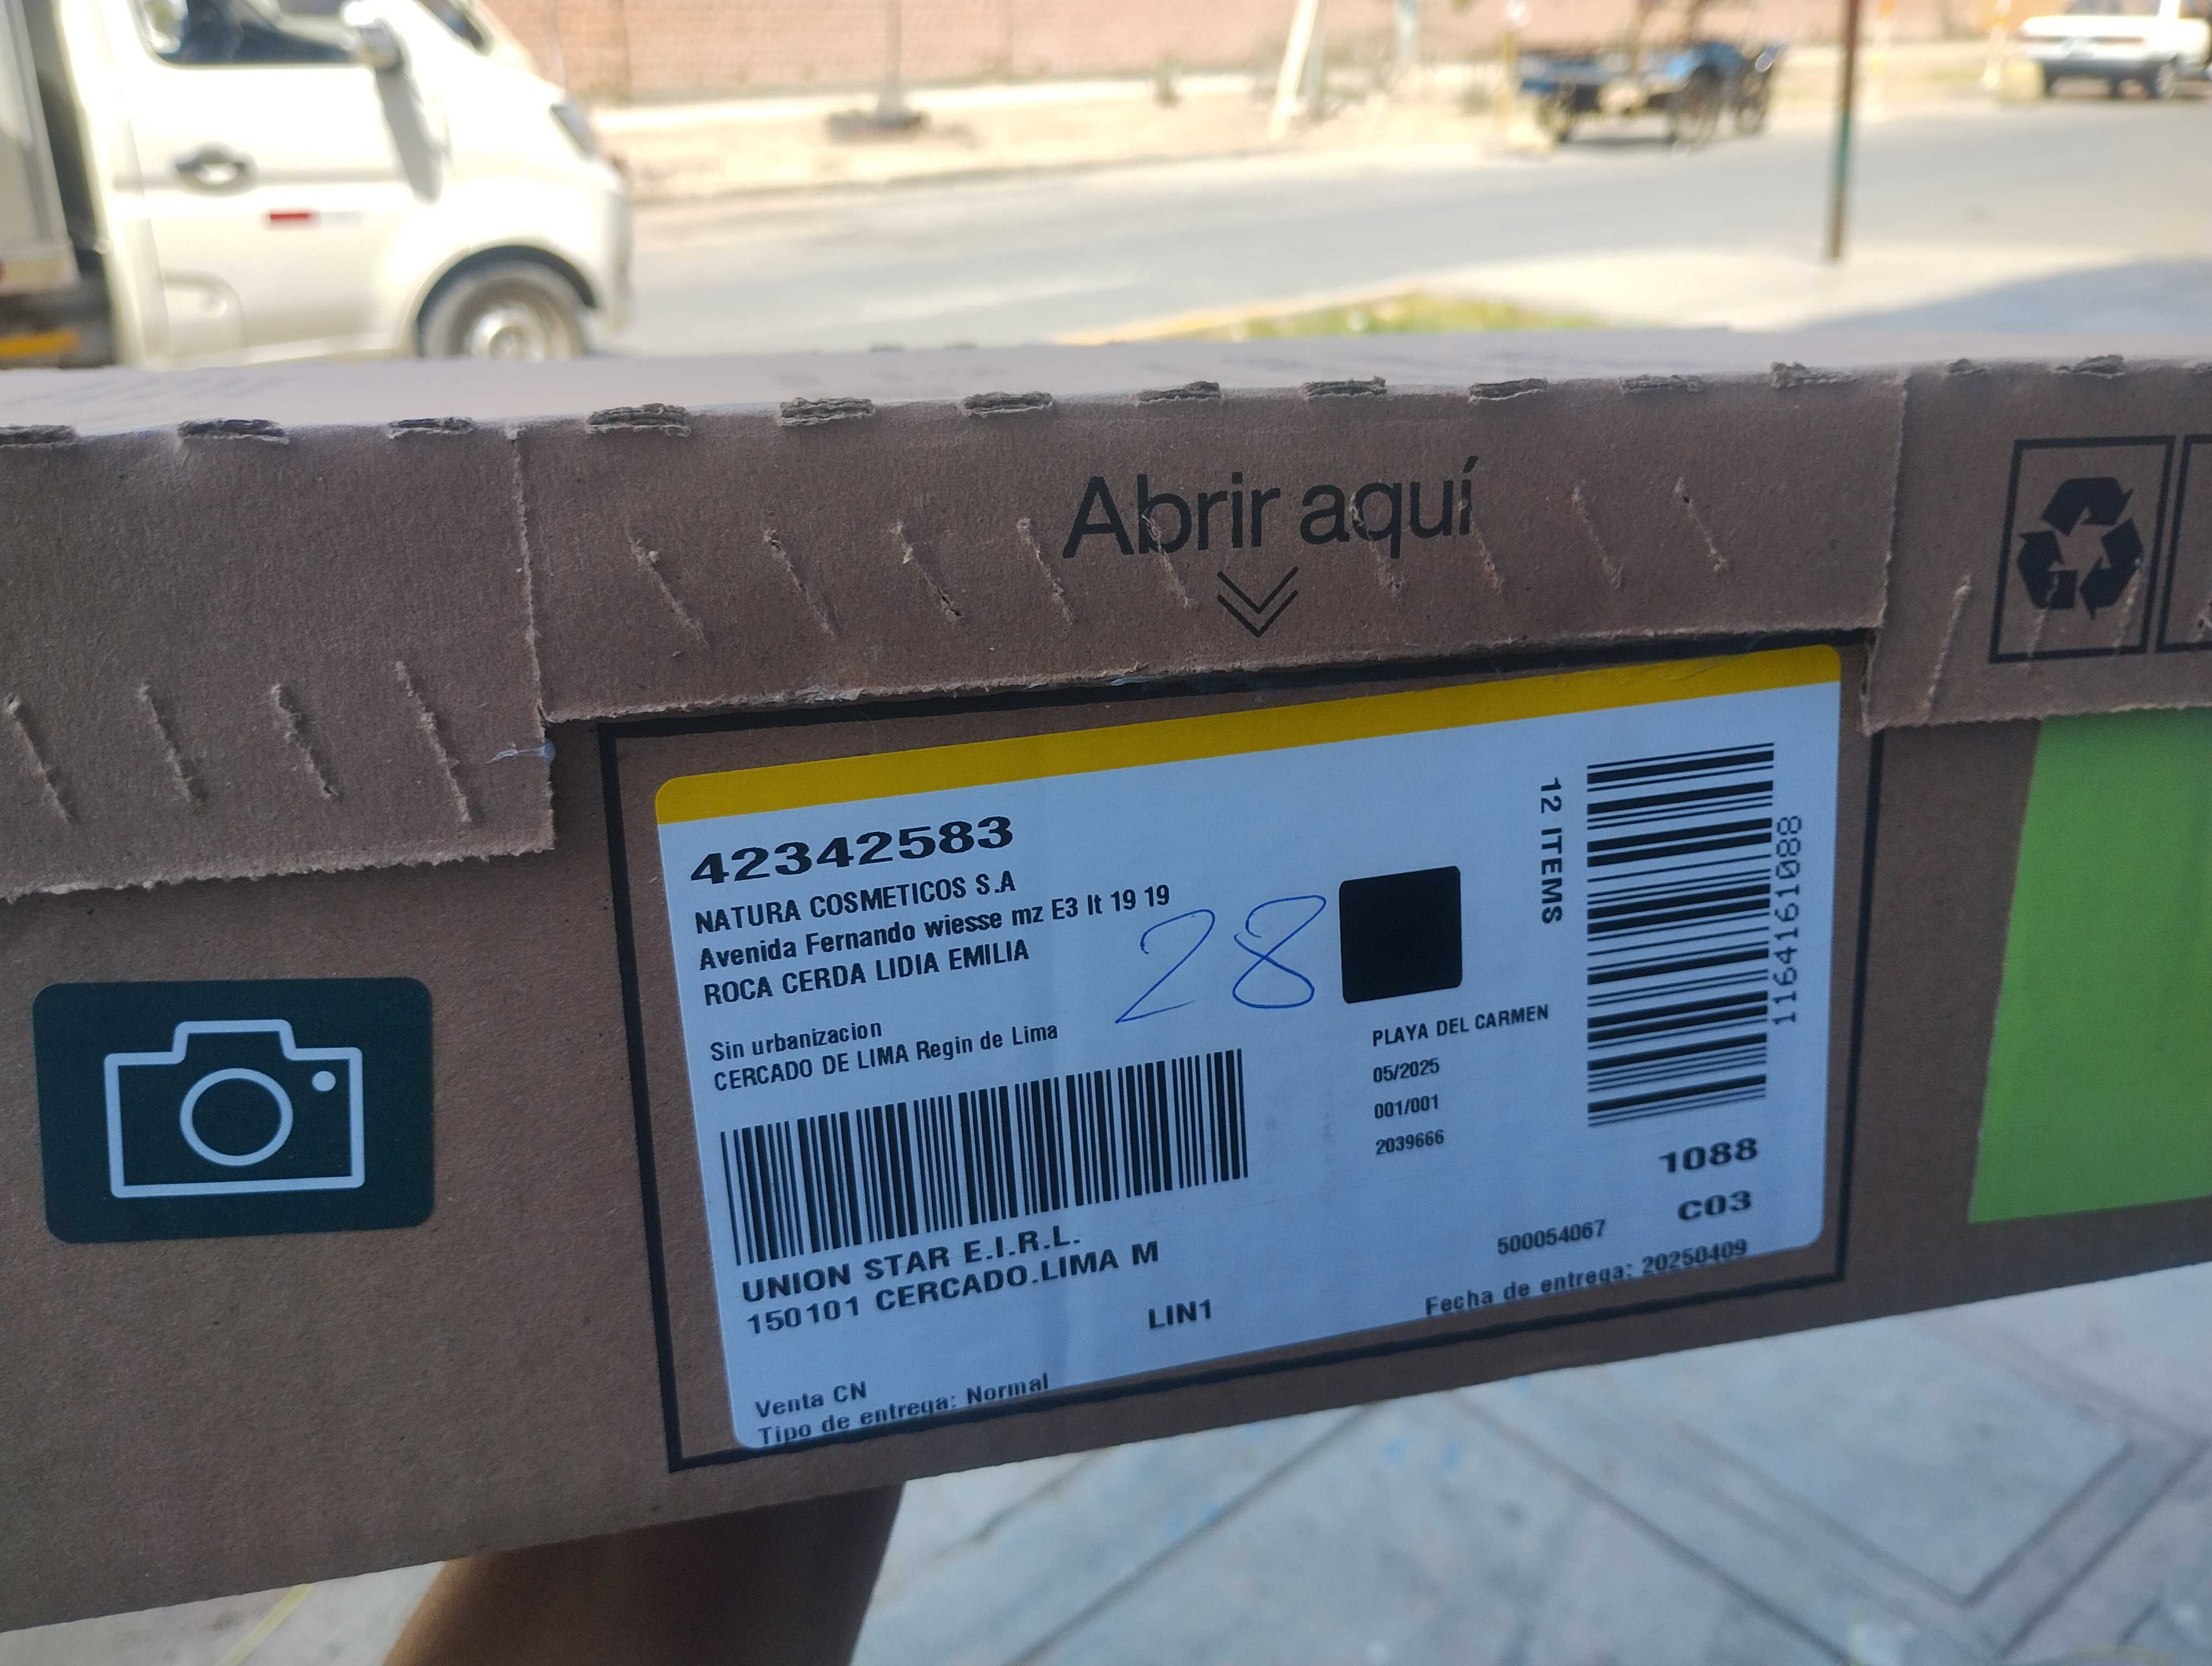 Abrir aquí
42342583
NATURA COSMETICOS S.A
Avenida Fernando wiesse mz E3 lt 19 19
ROCA CERDA LIDIA EMILIA
28
Sin urbanizacion
CERCADO DE LIMA Regin de Lima
UNION STAR E.I.R.L.
150101 CERCADO.LIMA M
LIN1
Venta CN
Tipo de entrega: Normal
PLAYA DEL CARMEN
05/2025
001/001
2039666
12 ITEMS
1164161088
1088
C03
500054067
Fecha de entrega: 20250409